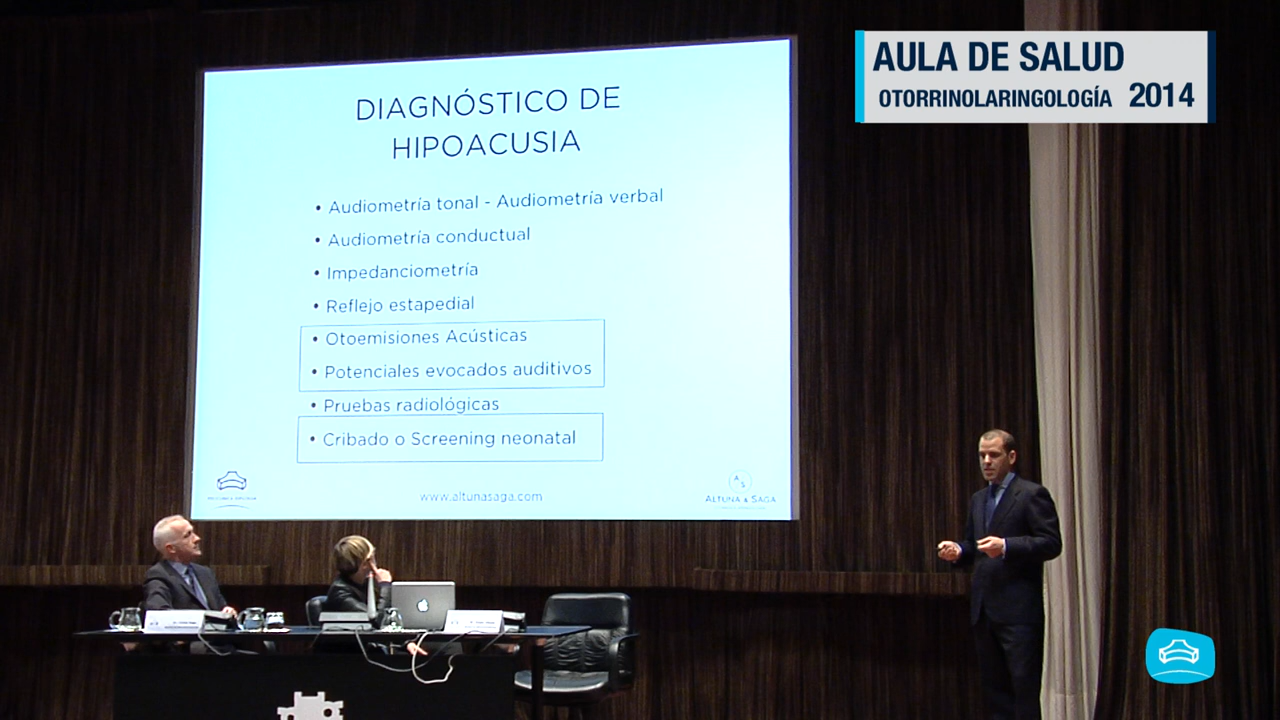 AULA DE SALUD
OTORRINOLARINGOLOGÍA 2014
DIAGNÓSTICO DE
HIPOACUSIA
• Audiometría tonal - Audiometría verbal
• Audiometría conductual
• Impedanciometría
• Reflejo estapedial
• Otoemisiones Acústicas
• Potenciales evocados auditivos
• Pruebas radiológicas
• Cribado o Screening neonatal
www.altunasaga.com
A
S
ALTUNA & SAGA